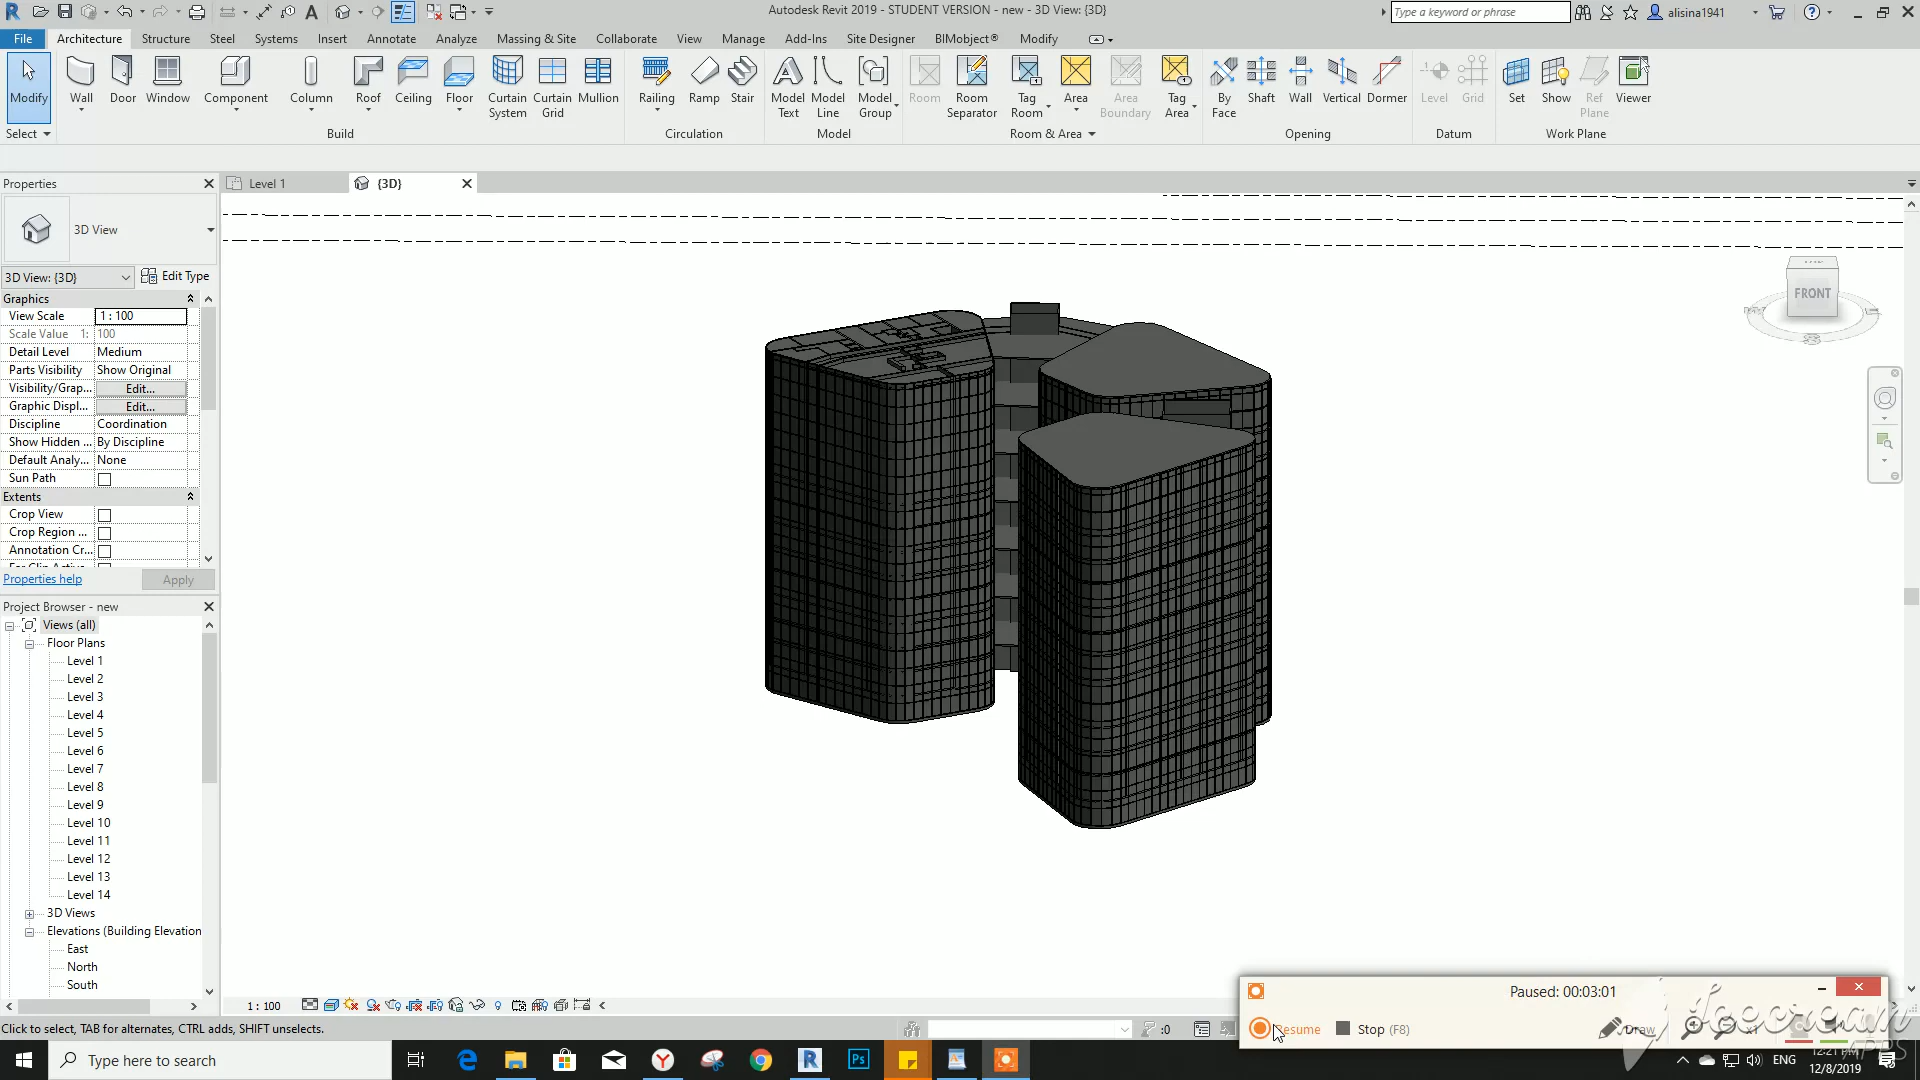 Autodesk Revit 2019 - STUDENT VERSION - new - 3D View: {3D}
Type a keyword or phrase
alisina1941
File Architecture Structure Steel Systems Insert Annotate Analyze Massing & Site Collaborate View Manage Add-Ins Site Designer BIMobject® Modify
Modify Wall Door Window Component Column Roof Ceiling Floor Curtain System Curtain Grid Mullion Railing Ramp Stair Model Text Model Line Model Group Room Room Separator Tag Room Area Area Boundary Tag Area By Face Shaft Wall Vertical Dormer Level Grid Set Show Ref Plane Viewer
Select Build Circulation Model Room & Area Opening Datum Work Plane
Properties
Level 1
{3D}
3D View
3D View: {3D}
Edit Type
Graphics
View Scale 1 : 100
Scale Value 1: 100
Detail Level Medium
Parts Visibility Show Original
Visibility/Grap... Edit...
Graphic Displ... Edit...
Discipline Coordination
Show Hidden ... By Discipline
Default Analy... None
Sun Path
Extents
Crop View
Crop Region ...
Annotation Cr...
Properties help
Apply
Project Browser - new
Views (all)
Floor Plans
Level 1
Level 2
Level 3
Level 4
Level 5
Level 6
Level 7
Level 8
Level 9
Level 10
Level 11
Level 12
Level 13
Level 14
3D Views
Elevations (Building Elevation
East
North
South
FRONT
1 : 100
Click to select, TAB for alternates, CTRL adds, SHIFT unselects.
:0
Paused: 00:03:01
Stop (F8)
Draw
Icecream
APPS
Type here to search
Ps
ENG
12:21 PM
12/8/2019